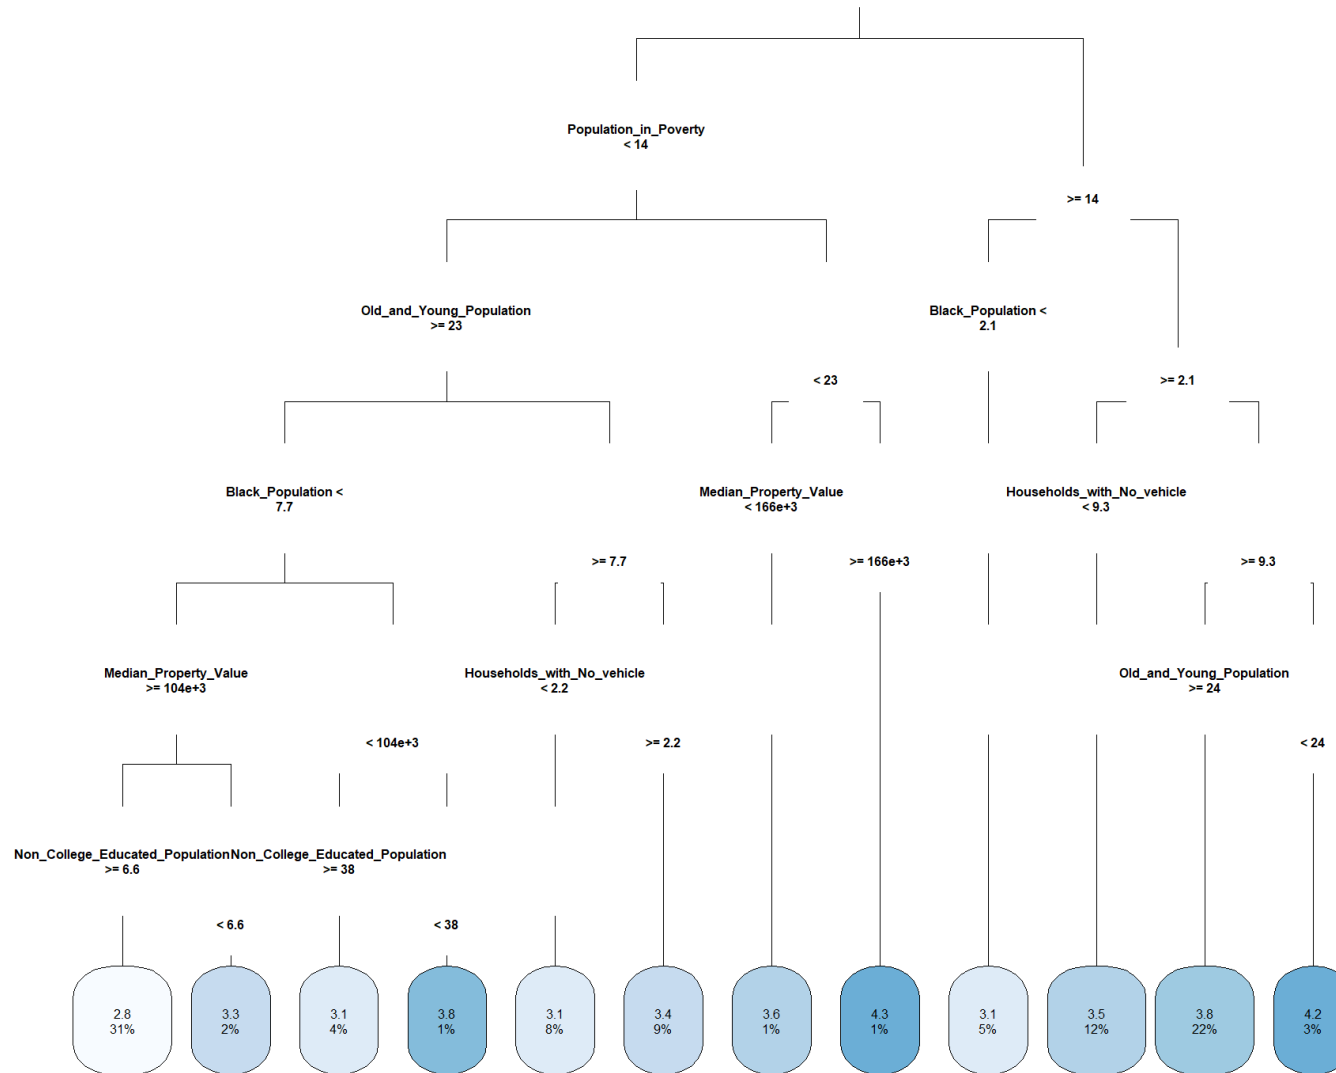 Population_in_Poverty
< 14
>= 14
Old_and_Young_Population
>= 23
Black_Population <
2.1
< 23
>= 2.1
Black_Population <
7.7
Median_Property_Value
< 166e+3
Households_with_No_vehicle
< 9.3
>= 7.7
>= 166e+3
>= 9.3
Median_Property_Value
>= 104e+3
Households_with_No_vehicle
< 2.2
Old_and_Young_Population
>= 24
< 104e+3
>= 2.2
< 24
Non_College_Educated_Population
>= 6.6
Non_College_Educated_Population
>= 38
< 6.6
< 38
2.8
31%
3.3
2%
3.1
4%
3.8
1%
3.1
8%
3.4
9%
3.6
1%
4.3
1%
3.1
5%
3.5
12%
3.8
22%
4.2
3%